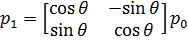 p₁ = [cos θ −sin θ
sin θ cos θ] p₀